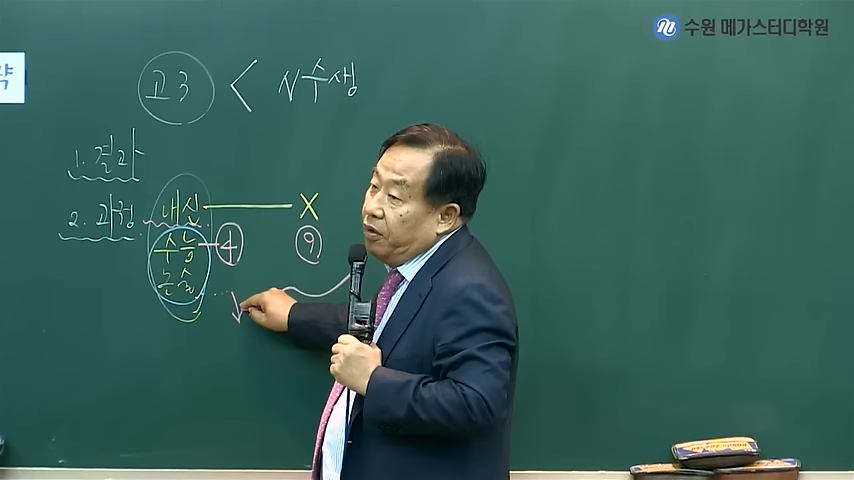 수원 메가스터디학원
략
고3 < N수생
1. 결과
2. 과정 내신 X
수능 4 9
논술